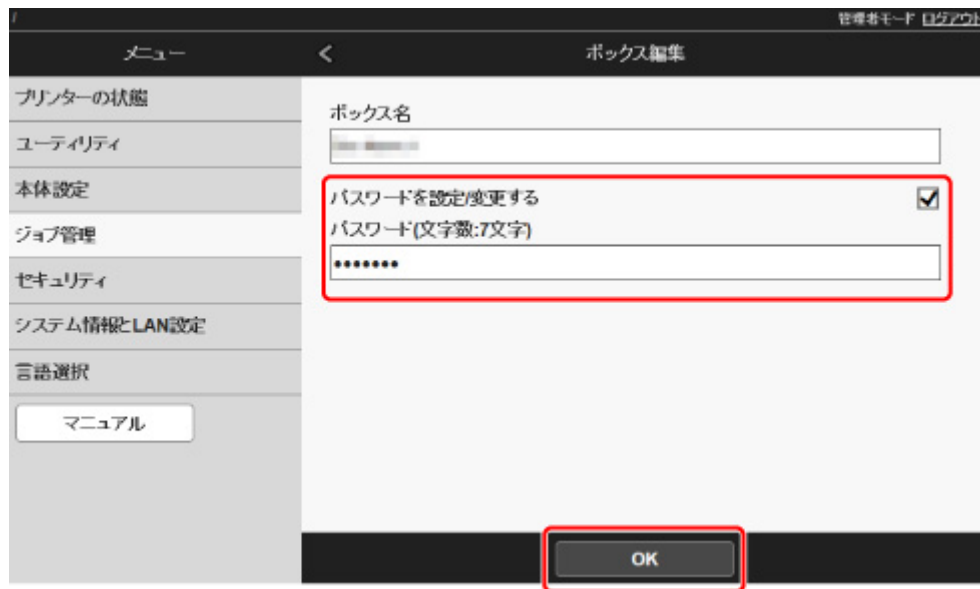 /
管理者モード ログアウト
メニュー
<
ボックス編集
プリンターの状態
ユーティリティ
本体設定
ジョブ管理
セキュリティ
システム情報とLAN設定
言語選択
マニュアル
ボックス名
パスワードを設定/変更する
パスワード(文字数:7文字)
•••••••
OK